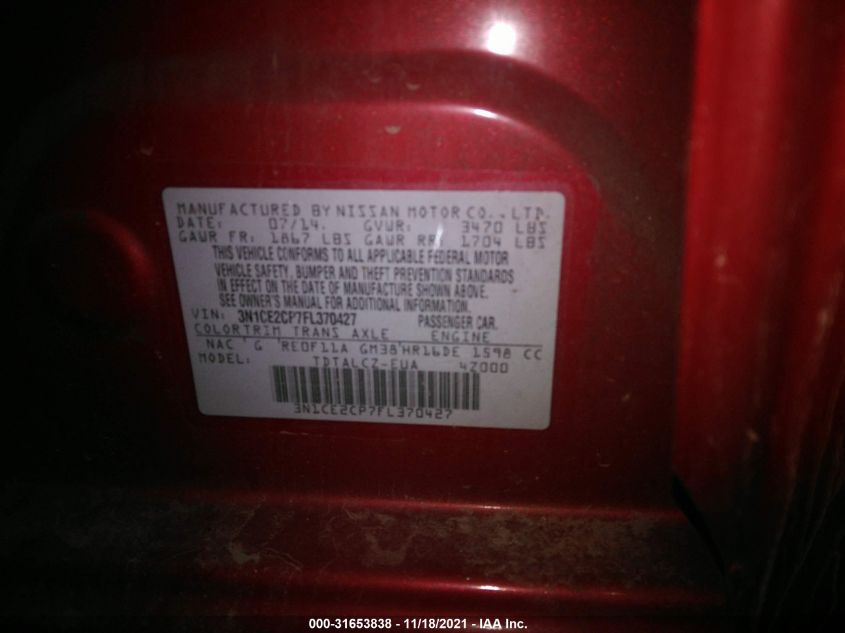 MANUFACTURED BY NISSAN MOTOR CO., LTD.
DATE: 07/14. GVWR: 3470 LBS
GAWR FR: 1867 LBS GAWR RR: 1704 LBS
THIS VEHICLE CONFORMS TO ALL APPLICABLE FEDERAL MOTOR
VEHICLE SAFETY, BUMPER AND THEFT PREVENTION STANDARDS
IN EFFECT ON THE DATE OF MANUFACTURE SHOWN ABOVE.
SEE OWNER'S MANUAL FOR ADDITIONAL INFORMATION.
VIN: 3N1CE2CP7FL370427 PASSENGER CAR.
COLOR TRIM TRANS AXLE ENGINE
NAC G RE0F11A GM38 HR16DE 1598 CC
MODEL: TDTALCZ-EUA 4Z000
3N1CE2CP7FL370427
000-31653838 - 11/18/2021 - IAA Inc.